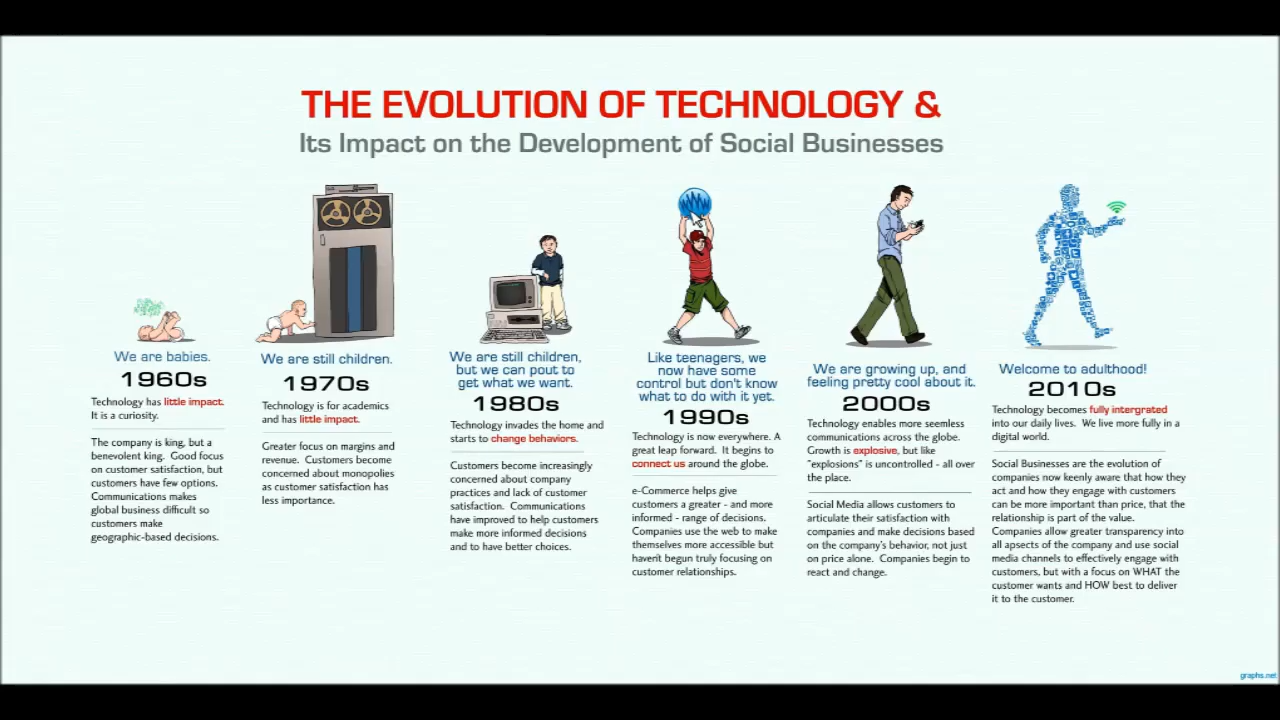 THE EVOLUTION OF TECHNOLOGY &
Its Impact on the Development of Social Businesses
We are babies.
1960s
Technology has little impact.
It is a curiosity.
The company is king, but a
benevolent king. Good focus
on customer satisfaction, but
customers have few options.
Communications makes
global business difficult so
customers make
geographic-based decisions.
We are still children.
1970s
Technology is for academics
and has little impact.
Greater focus on margins and
revenue. Customers become
concerned about monopolies
as customer satisfaction has
less importance.
We are still children,
but we can pout to
get what we want.
1980s
Technology invades the home and
starts to change behaviors.
Customers become increasingly
concerned about company
practices and lack of customer
satisfaction. Communications
have improved to help customers
make more informed decisions
and to have better choices.
Like teenagers, we
now have some
control but don't know
what to do with it yet.
1990s
Technology is now everywhere. A
great leap forward. It begins to
connect us around the globe.
e-Commerce helps give
customers a greater - and more
informed - range of decisions.
Companies use the web to make
themselves more accessible but
haven't begun truly focusing on
customer relationships.
We are growing up, and
feeling pretty cool about it.
2000s
Technology enables more seamless
communications across the globe.
Growth is explosive, but like
"explosions" is uncontrolled - all over
the place.
Social Media allows customers to
articulate their satisfaction with
companies and make decisions based
on the company's behavior, not just
on price alone. Companies begin to
react and change.
Welcome to adulthood!
2010s
Technology becomes fully intergrated
into our daily lives. We live more fully in a
digital world.
Social Businesses are the evolution of
companies now keenly aware that how they
act and how they engage with customers
can be more important than price, that the
relationship is part of the value.
Companies allow greater transparency into
all apsects of the company and use social
media channels to effectively engage with
customers, but with a focus on WHAT the
customer wants and HOW best to deliver
it to the customer.
graphs.net